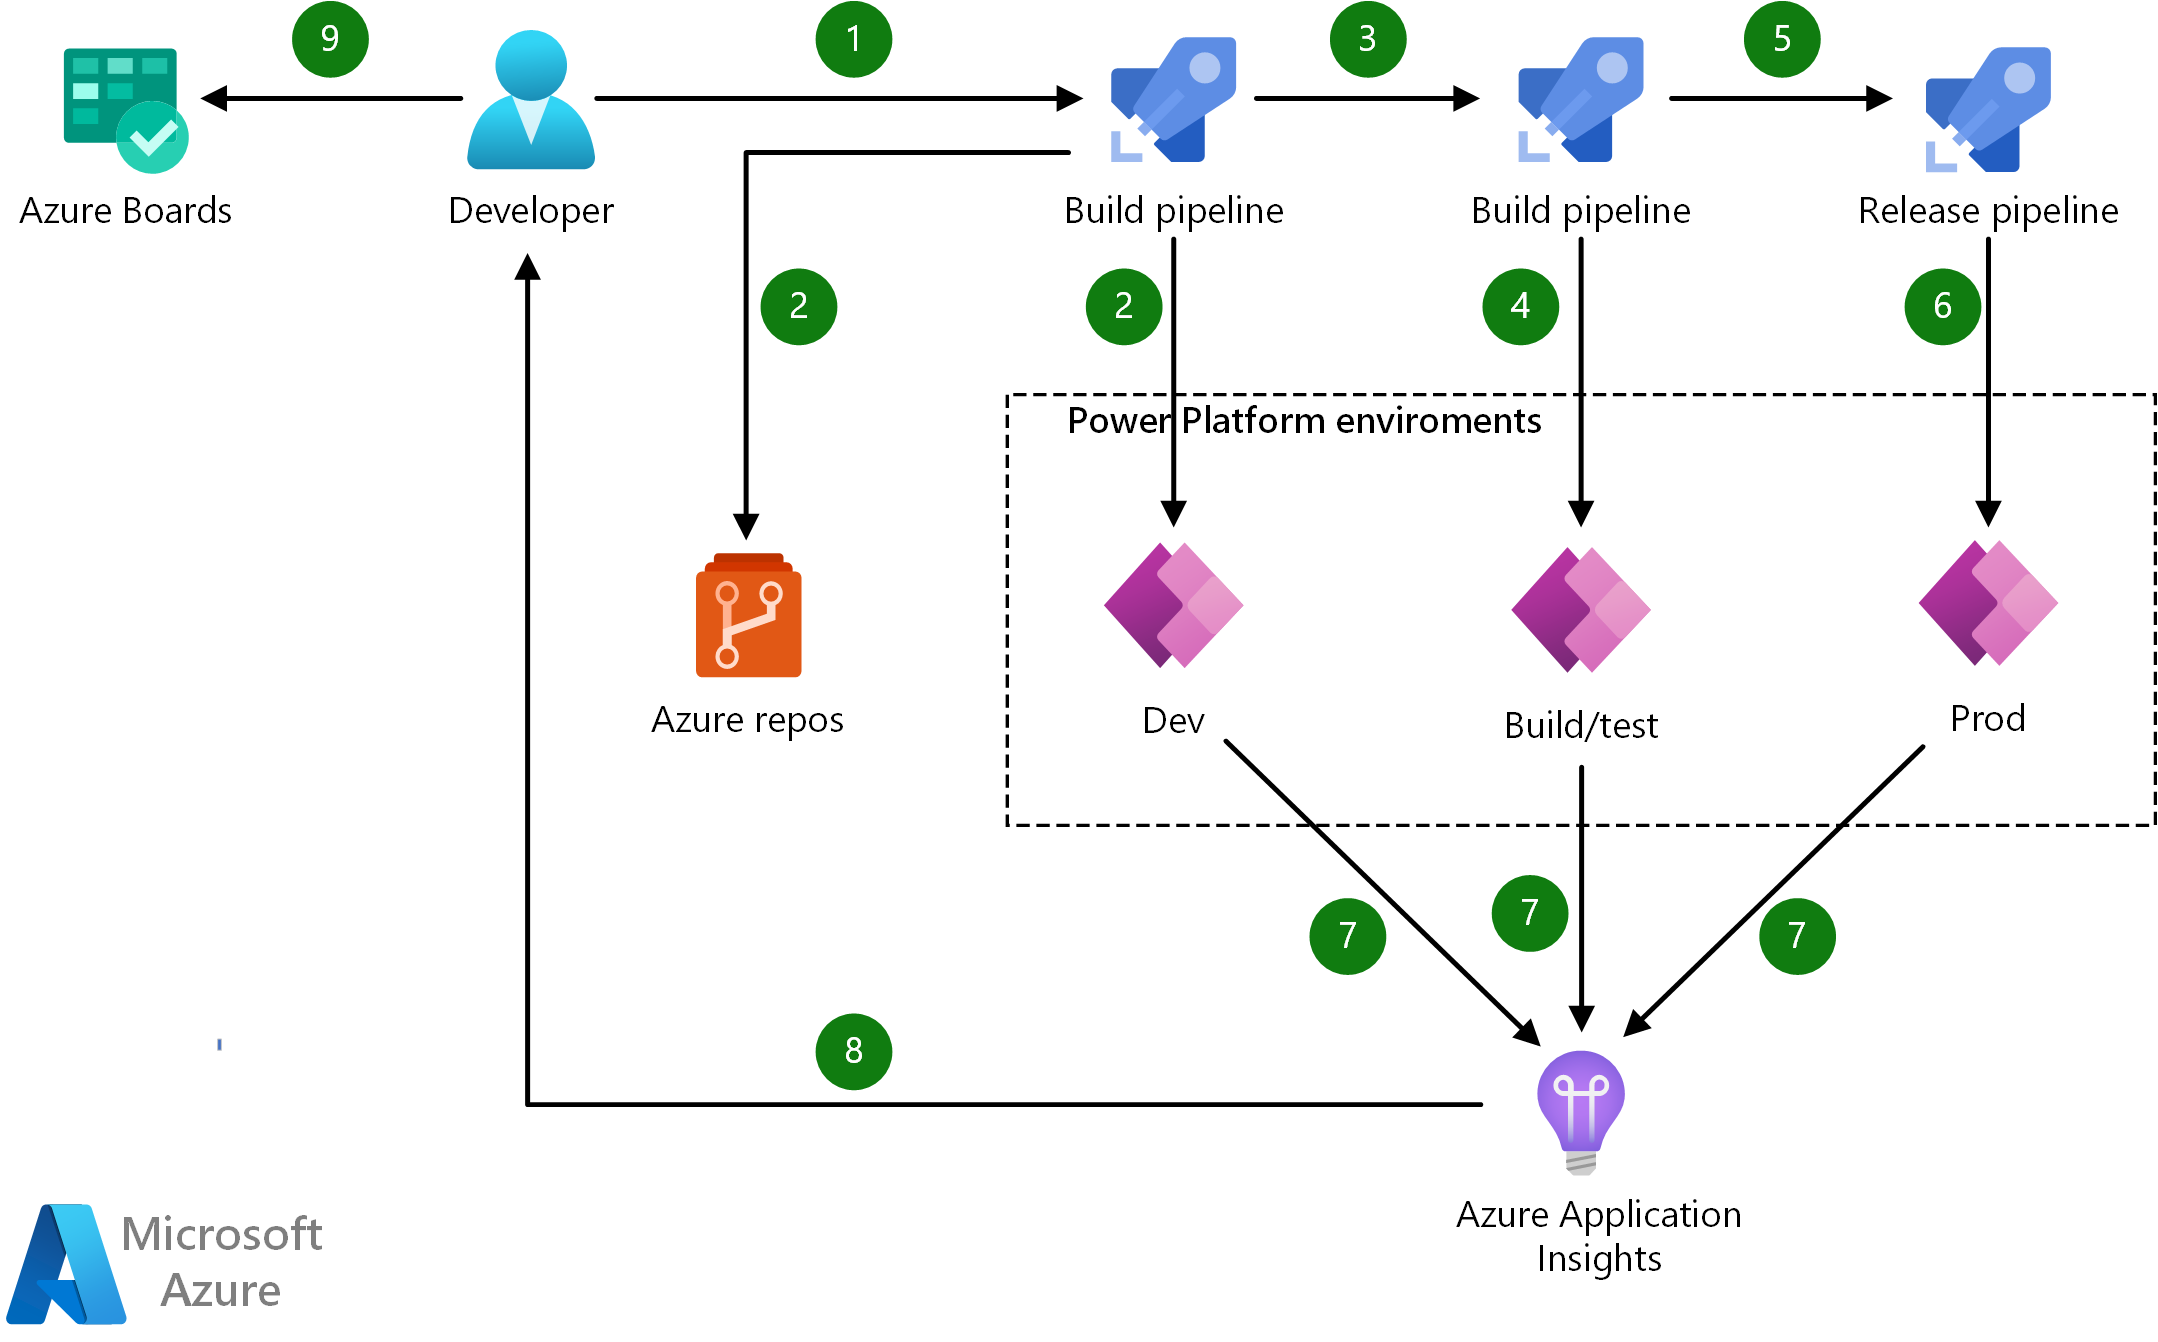 9
1
3
5
Azure Boards
Developer
Build pipeline
Build pipeline
Release pipeline
2
2
4
6
Power Platform enviroments
Azure repos
Dev
Build/test
Prod
7
7
7
8
Azure Application
Insights
Microsoft
Azure